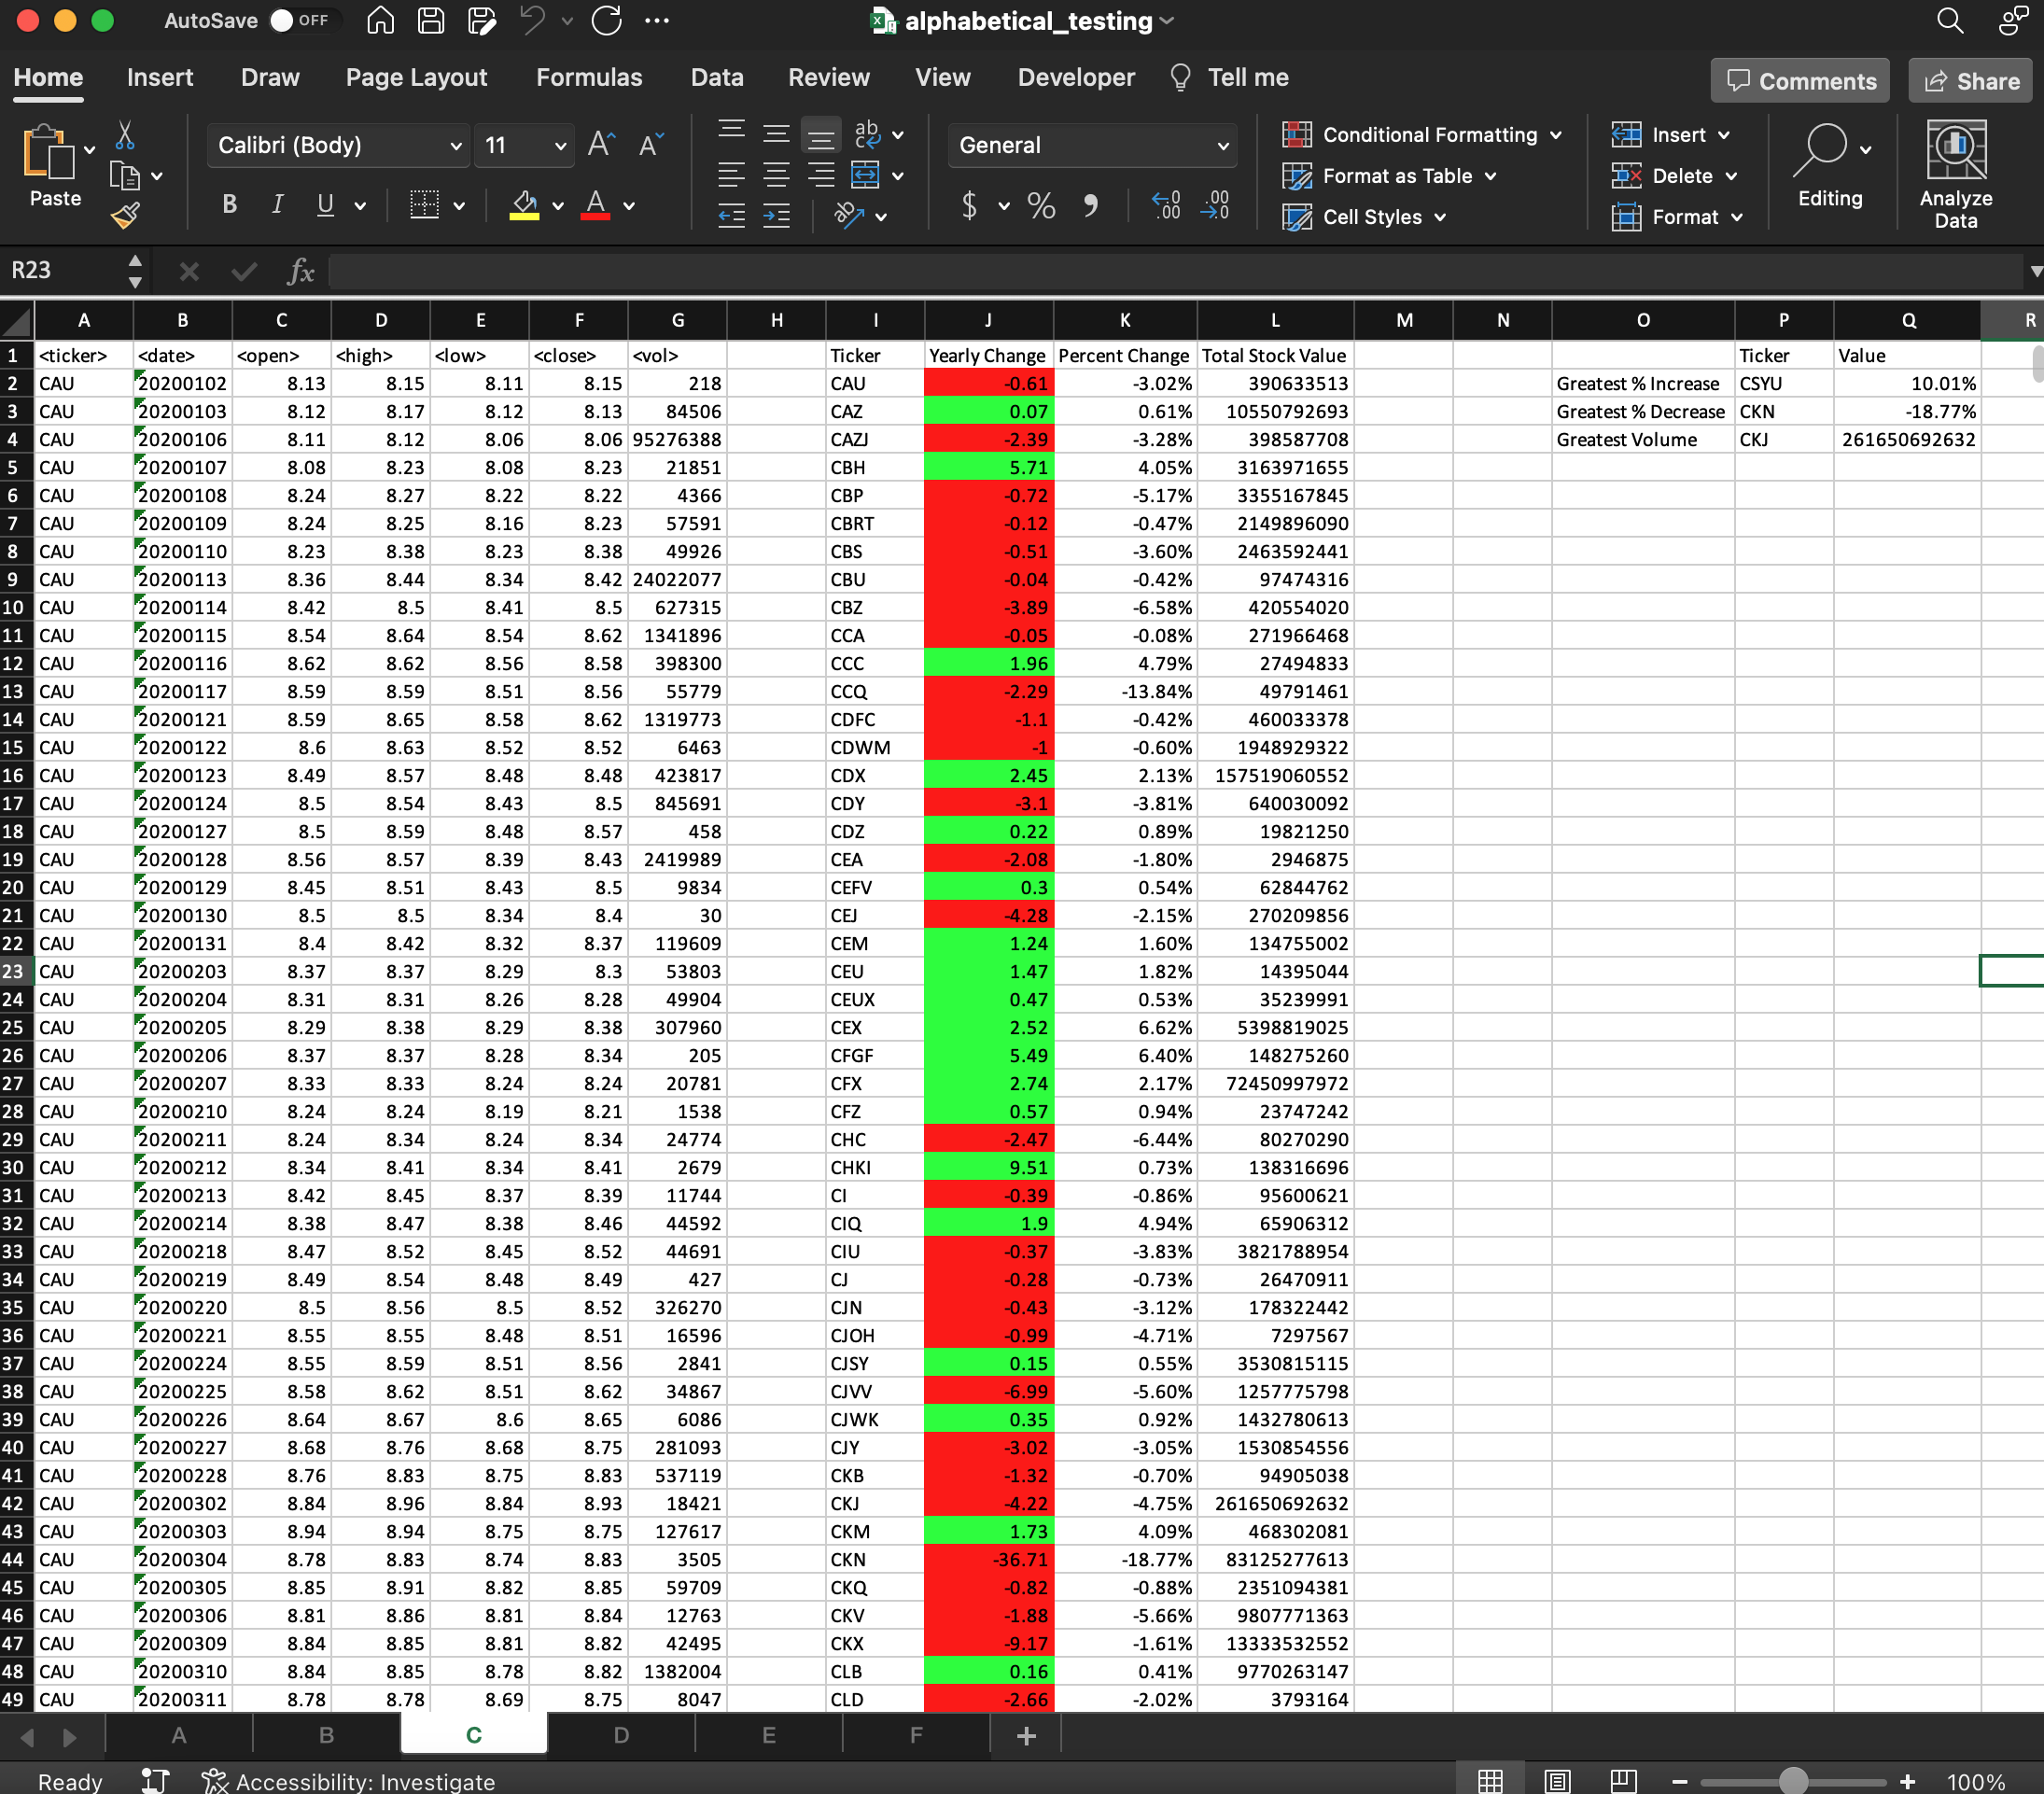 AutoSave OFF alphabetical_testing
Home Insert Draw Page Layout Formulas Data Review View Developer Tell me Comments Share
Paste Calibri (Body) 11 General Conditional Formatting Insert
Format as Table Delete
Cell Styles Format
Editing Analyze Data
R23 fx
A B C D E F G H I J K L M N O P Q R
1 <ticker> <date> <open> <high> <low> <close> <vol> Ticker Yearly Change Percent Change Total Stock Value Ticker Value
2 CAU 20200102 8.13 8.15 8.11 8.15 218 CAU -0.61 -3.02% 390633513 Greatest % Increase CSYU 10.01%
3 CAU 20200103 8.12 8.17 8.12 8.13 84506 CAZ 0.07 0.61% 10550792693 Greatest % Decrease CKN -18.77%
4 CAU 20200106 8.11 8.12 8.06 8.06 95276388 CAZJ -2.39 -3.28% 398587708 Greatest Volume CKJ 261650692632
5 CAU 20200107 8.08 8.23 8.08 8.23 21851 CBH 5.71 4.05% 3163971655
6 CAU 20200108 8.24 8.27 8.22 8.22 4366 CBP -0.72 -5.17% 3355167845
7 CAU 20200109 8.24 8.25 8.16 8.23 57591 CBRT -0.12 -0.47% 2149896090
8 CAU 20200110 8.23 8.38 8.23 8.38 49926 CBS -0.51 -3.60% 2463592441
9 CAU 20200113 8.36 8.44 8.34 8.42 24022077 CBU -0.04 -0.42% 97474316
10 CAU 20200114 8.42 8.5 8.41 8.5 627315 CBZ -3.89 -6.58% 420554020
11 CAU 20200115 8.54 8.64 8.54 8.62 1341896 CCA -0.05 -0.08% 271966468
12 CAU 20200116 8.62 8.62 8.56 8.58 398300 CCC 1.96 4.79% 27494833
13 CAU 20200117 8.59 8.59 8.51 8.56 55779 CCQ -2.29 -13.84% 49791461
14 CAU 20200121 8.59 8.65 8.58 8.62 1319773 CDFC -1.1 -0.42% 460033378
15 CAU 20200122 8.6 8.63 8.52 8.52 6463 CDWM -1 -0.60% 1948929322
16 CAU 20200123 8.49 8.57 8.48 8.48 423817 CDX 2.45 2.13% 157519060552
17 CAU 20200124 8.5 8.54 8.43 8.5 845691 CDY -3.1 -3.81% 640030092
18 CAU 20200127 8.5 8.59 8.48 8.57 458 CDZ 0.22 0.89% 19821250
19 CAU 20200128 8.56 8.57 8.39 8.43 2419989 CEA -2.08 -1.80% 2946875
20 CAU 20200129 8.45 8.51 8.43 8.5 9834 CEFV 0.3 0.54% 62844762
21 CAU 20200130 8.5 8.5 8.34 8.4 30 CEJ -4.28 -2.15% 270209856
22 CAU 20200131 8.4 8.42 8.32 8.37 119609 CEM 1.24 1.60% 134755002
23 CAU 20200203 8.37 8.37 8.29 8.3 53803 CEU 1.47 1.82% 14395044
24 CAU 20200204 8.31 8.31 8.26 8.28 49904 CEUX 0.47 0.53% 35239991
25 CAU 20200205 8.29 8.38 8.29 8.38 307960 CEX 2.52 6.62% 5398819025
26 CAU 20200206 8.37 8.37 8.28 8.34 205 CFGF 5.49 6.40% 148275260
27 CAU 20200207 8.33 8.33 8.24 8.24 20781 CFX 2.74 2.17% 72450997972
28 CAU 20200210 8.24 8.24 8.19 8.21 1538 CFZ 0.57 0.94% 23747242
29 CAU 20200211 8.24 8.34 8.24 8.34 24774 CHC -2.47 -6.44% 80270290
30 CAU 20200212 8.34 8.41 8.34 8.41 2679 CHKI 9.51 0.73% 138316696
31 CAU 20200213 8.42 8.45 8.37 8.39 11744 CI -0.39 -0.86% 95600621
32 CAU 20200214 8.38 8.47 8.38 8.46 44592 CIQ 1.9 4.94% 65906312
33 CAU 20200218 8.47 8.52 8.45 8.52 44691 CIU -0.37 -3.83% 3821788954
34 CAU 20200219 8.49 8.54 8.48 8.49 427 CJ -0.28 -0.73% 26470911
35 CAU 20200220 8.5 8.56 8.5 8.52 326270 CJN -0.43 -3.12% 178322442
36 CAU 20200221 8.55 8.55 8.48 8.51 16596 CJOH -0.99 -4.71% 7297567
37 CAU 20200224 8.55 8.59 8.51 8.56 2841 CJSY 0.15 0.55% 3530815115
38 CAU 20200225 8.58 8.62 8.51 8.62 34867 CJVV -6.99 -5.60% 1257775798
39 CAU 20200226 8.64 8.67 8.6 8.65 6086 CJWK 0.35 0.92% 1432780613
40 CAU 20200227 8.68 8.76 8.68 8.75 281093 CJY -3.02 -3.05% 1530854556
41 CAU 20200228 8.76 8.83 8.75 8.83 537119 CKB -1.32 -0.70% 94905038
42 CAU 20200302 8.84 8.96 8.84 8.93 18421 CKJ -4.22 -4.75% 261650692632
43 CAU 20200303 8.94 8.94 8.75 8.75 127617 CKM 1.73 4.09% 468302081
44 CAU 20200304 8.78 8.83 8.74 8.83 3505 CKN -36.71 -18.77% 83125277613
45 CAU 20200305 8.85 8.91 8.82 8.85 59709 CKQ -0.82 -0.88% 2351094381
46 CAU 20200306 8.81 8.86 8.81 8.84 12763 CKV -1.88 -5.66% 9807771363
47 CAU 20200309 8.84 8.85 8.81 8.82 42495 CKX -9.17 -1.61% 13333532552
48 CAU 20200310 8.84 8.85 8.78 8.82 1382004 CLB 0.16 0.41% 9770263147
49 CAU 20200311 8.78 8.78 8.69 8.75 8047 CLD -2.66 -2.02% 3793164
A B C D E F +
Ready Accessibility: Investigate 100%